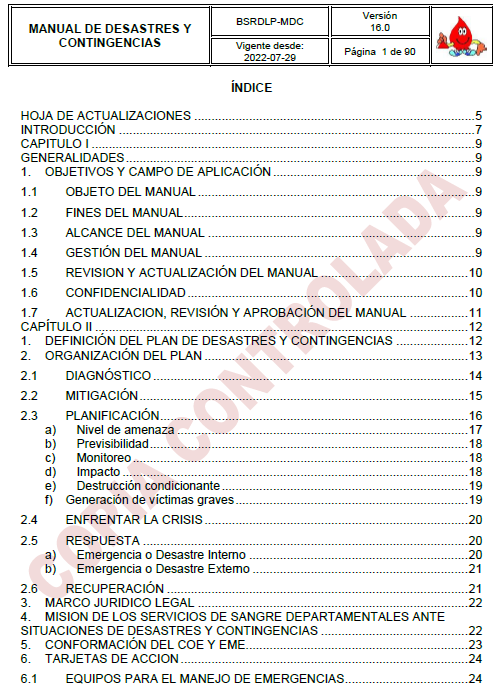 MANUAL DE DESASTRES Y
CONTINGENCIAS
BSRDLP-MDC
Versión
16.0
Vigente desde:
2022-07-29
Página 1 de 90
ÍNDICE
HOJA DE ACTUALIZACIONES ... 5
INTRODUCCIÓN ... 7
CAPITULO I ... 9
GENERALIDADES ... 9
1. OBJETIVOS Y CAMPO DE APLICACIÓN ... 9
1.1 OBJETO DEL MANUAL ... 9
1.2 FINES DEL MANUAL ... 9
1.3 ALCANCE DEL MANUAL ... 9
1.4 GESTIÓN DEL MANUAL ... 9
1.5 REVISION Y ACTUALIZACIÓN DEL MANUAL ... 10
1.6 CONFIDENCIALIDAD ... 10
1.7 ACTUALIZACION, REVISIÓN Y APROBACIÓN DEL MANUAL ... 11
CAPÍTULO II ... 12
1. DEFINICIÓN DEL PLAN DE DESASTRES Y CONTINGENCIAS ... 12
2. ORGANIZACIÓN DEL PLAN ... 13
2.1 DIAGNÓSTICO ... 14
2.2 MITIGACIÓN ... 15
2.3 PLANIFICACIÓN ... 16
a) Nivel de amenaza ... 17
b) Previsibilidad ... 18
c) Monitoreo ... 18
d) Impacto ... 18
e) Destrucción condicionante ... 19
f) Generación de víctimas graves ... 19
2.4 ENFRENTAR LA CRISIS ... 20
2.5 RESPUESTA ... 20
a) Emergencia o Desastre Interno ... 20
b) Emergencia o Desastre Externo ... 21
2.6 RECUPERACIÓN ... 21
3. MARCO JURIDICO LEGAL ... 22
4. MISION DE LOS SERVICIOS DE SANGRE DEPARTAMENTALES ANTE
SITUACIONES DE DESASTRES Y CONTINGENCIAS ... 22
5. CONFORMACIÓN DEL COE Y EME ... 23
6. TARJETAS DE ACCION ... 24
6.1 EQUIPOS PARA EL MANEJO DE EMERGENCIAS ... 24
COPIA CONTROLADA